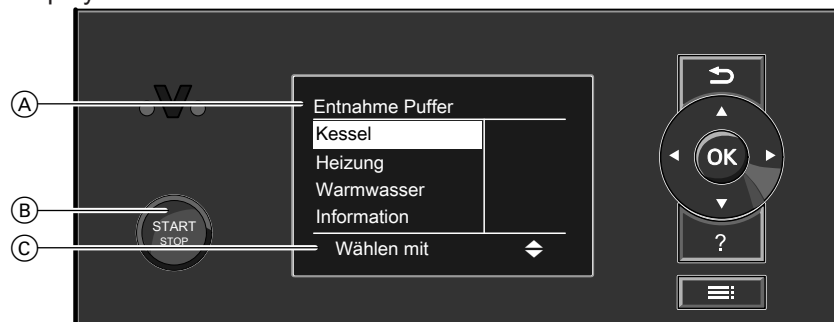 A
Entnahme Puffer
Kessel
Heizung
Warmwasser
Information
B
START
STOP
C
Wählen mit
OK
?